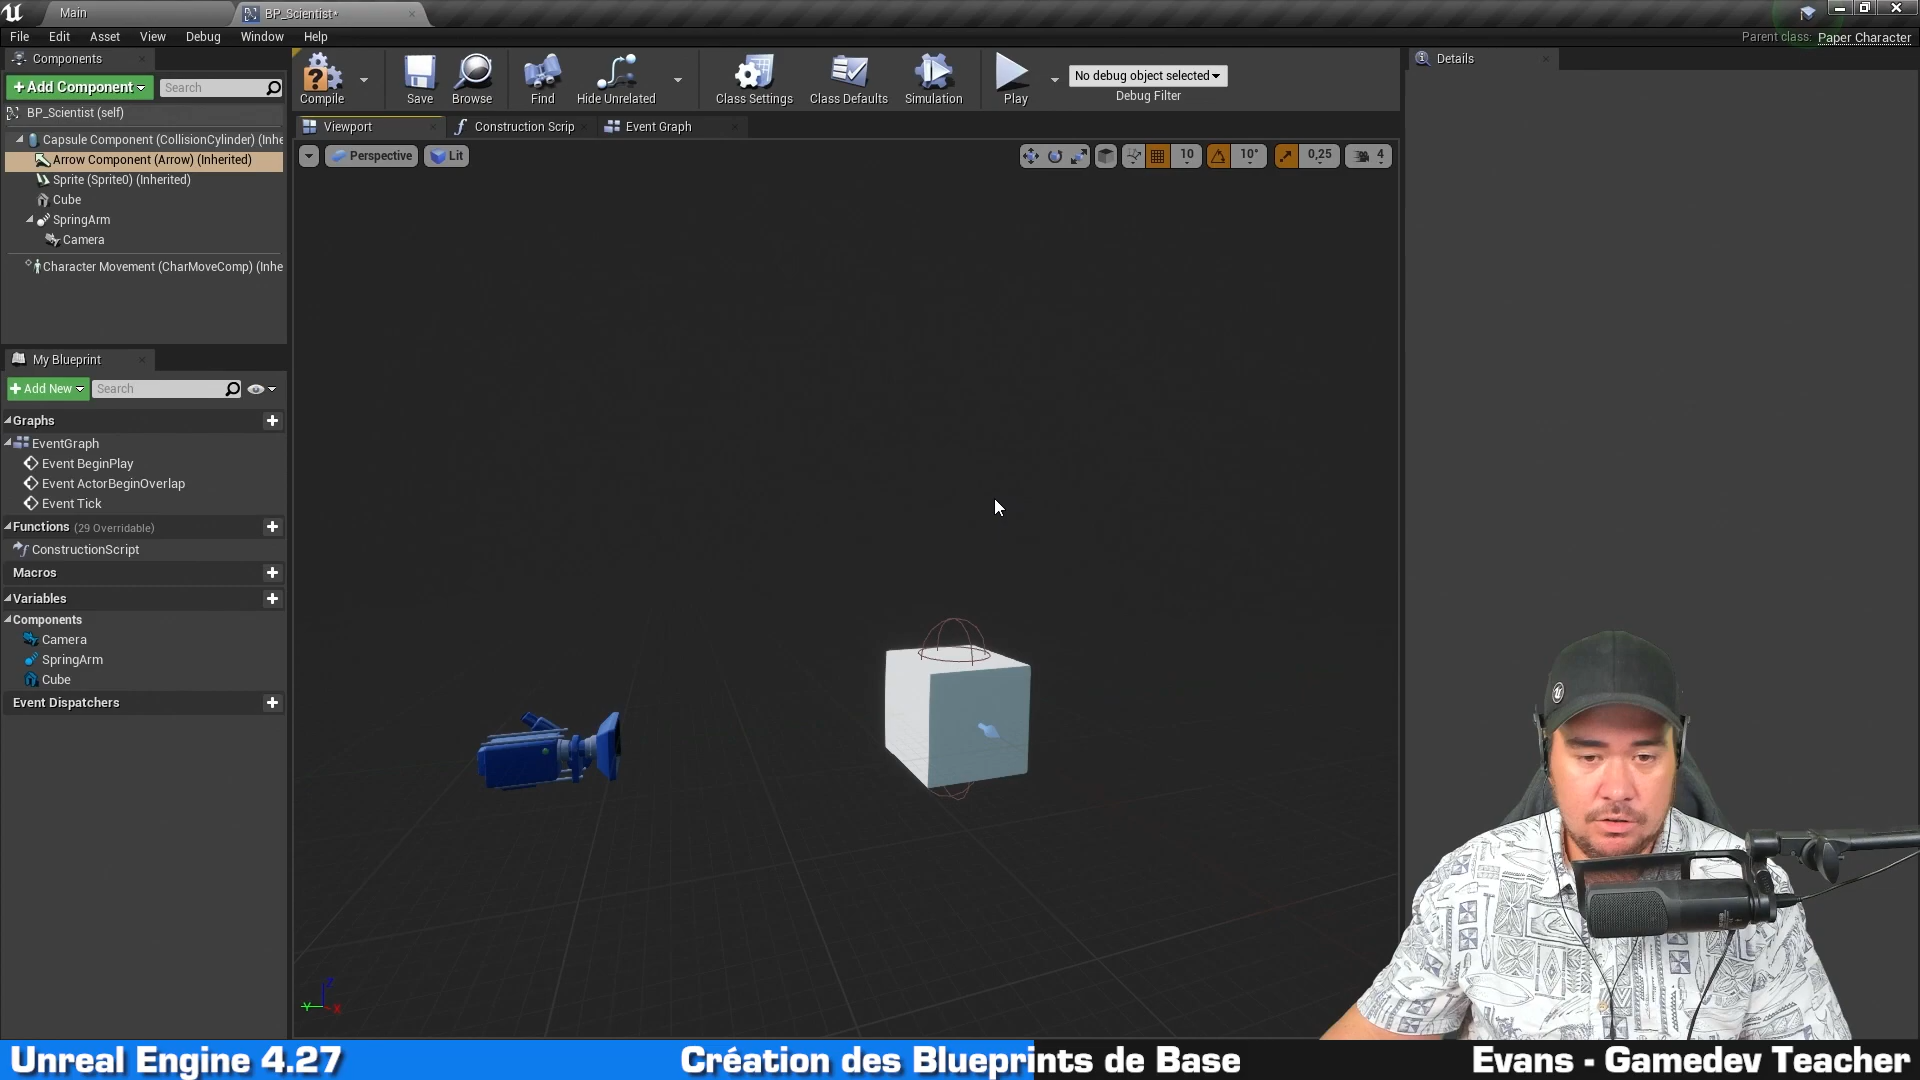 Main
BP_Scientist*
File Edit Asset View Debug Window Help
Parent class: Paper Character
Components
+Add Component
Search
BP_Scientist (self)
Capsule Component (CollisionCylinder) (Inhe
Arrow Component (Arrow) (Inherited)
Sprite (Sprite0) (Inherited)
Cube
SpringArm
Camera
Character Movement (CharMoveComp) (Inhe
Compile
Save
Browse
Find
Hide Unrelated
Class Settings
Class Defaults
Simulation
Play
No debug object selected
Debug Filter
Details
Viewport
Construction Scrip
Event Graph
Perspective
Lit
10
10°
0,25
4
My Blueprint
+Add New
Search
Graphs
EventGraph
Event BeginPlay
Event ActorBeginOverlap
Event Tick
Functions (29 Overridable)
ConstructionScript
Macros
Variables
Components
Camera
SpringArm
Cube
Event Dispatchers
Z
Y
X
Unreal Engine 4.27
Création des Blueprints de Base
Evans - Gamedev Teacher